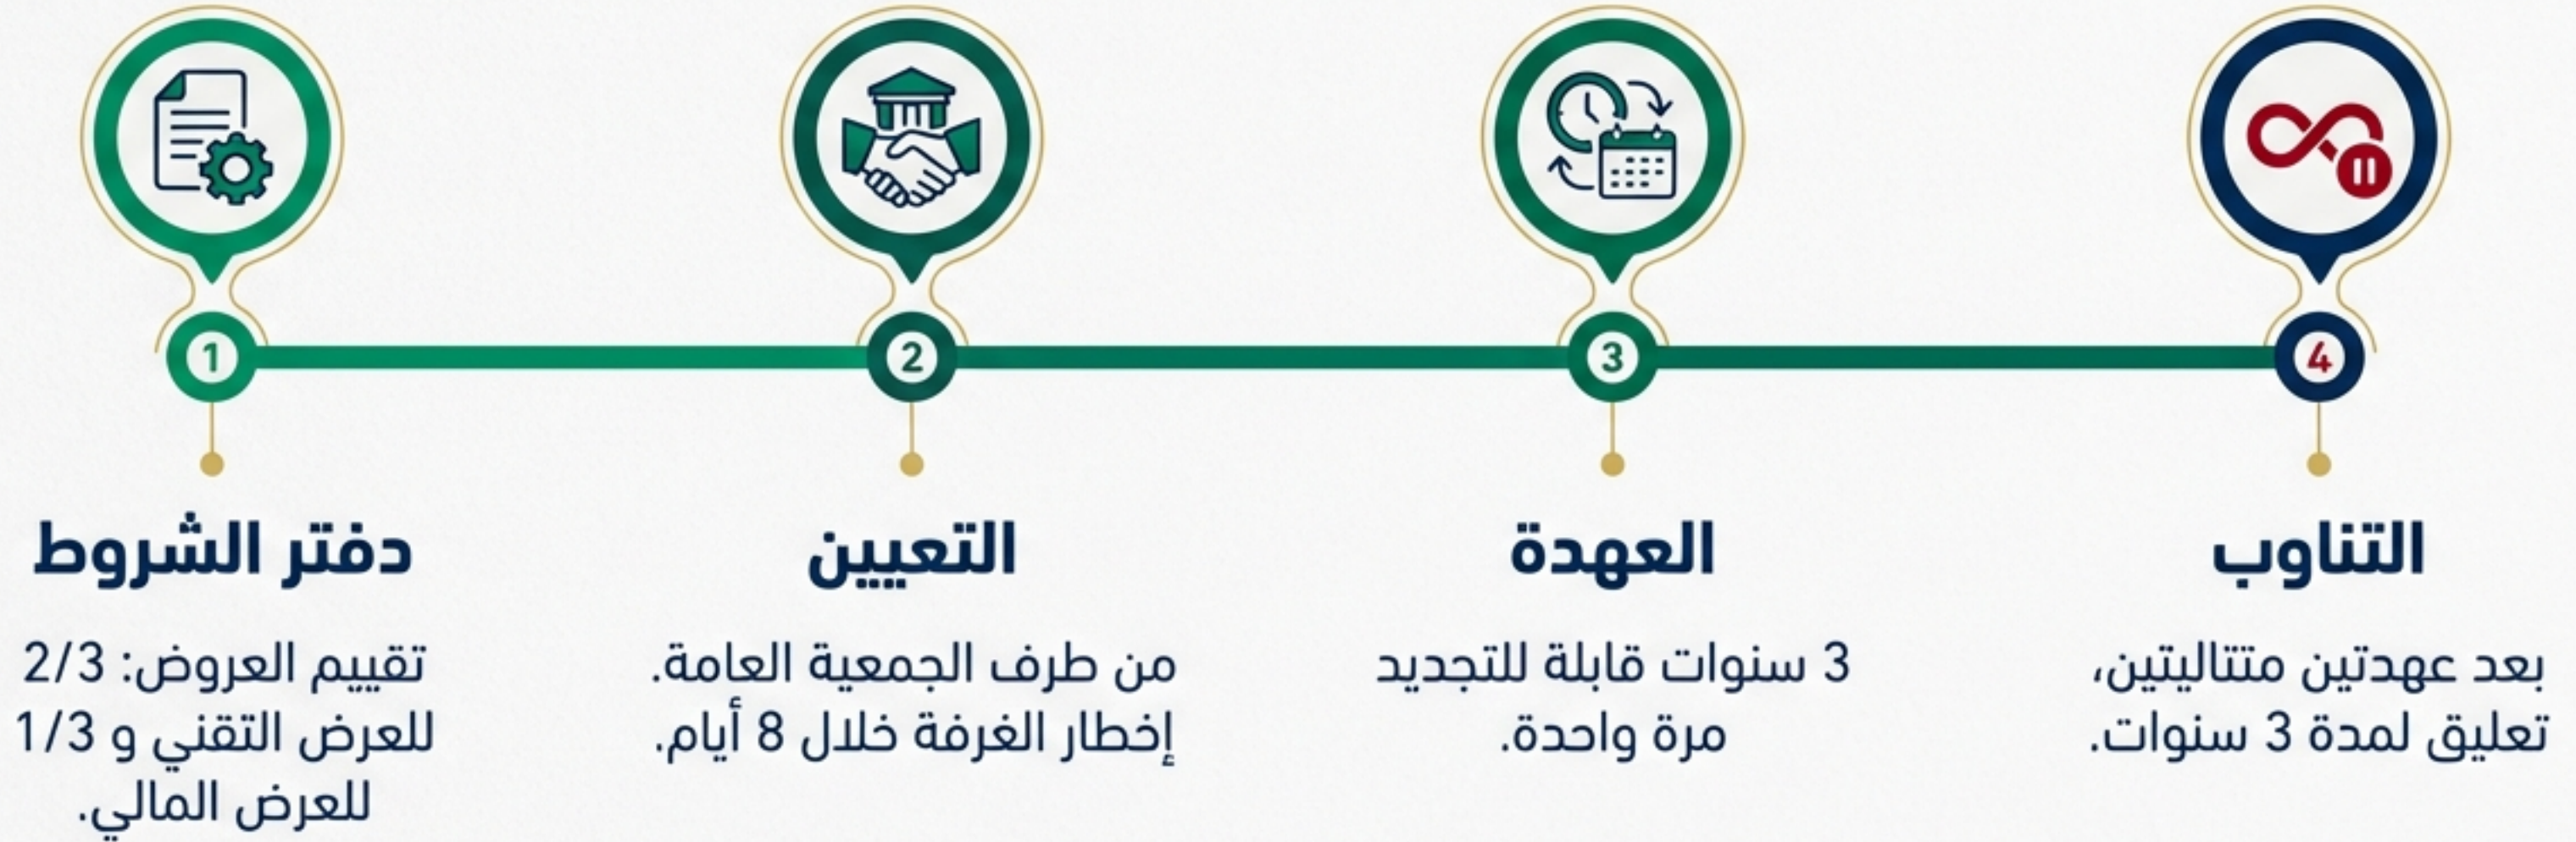 1
دفتر الشروط
تقييم العروض: 2/3
للعرض التقني و 1/3
للعرض المالي.
2
التعيين
من طرف الجمعية العامة.
إخطار الغرفة خلال 8 أيام.
3
العهدة
3 سنوات قابلة للتجديد
مرة واحدة.
4
التناوب
بعد عهدتين متتاليتين،
تعليق لمدة 3 سنوات.